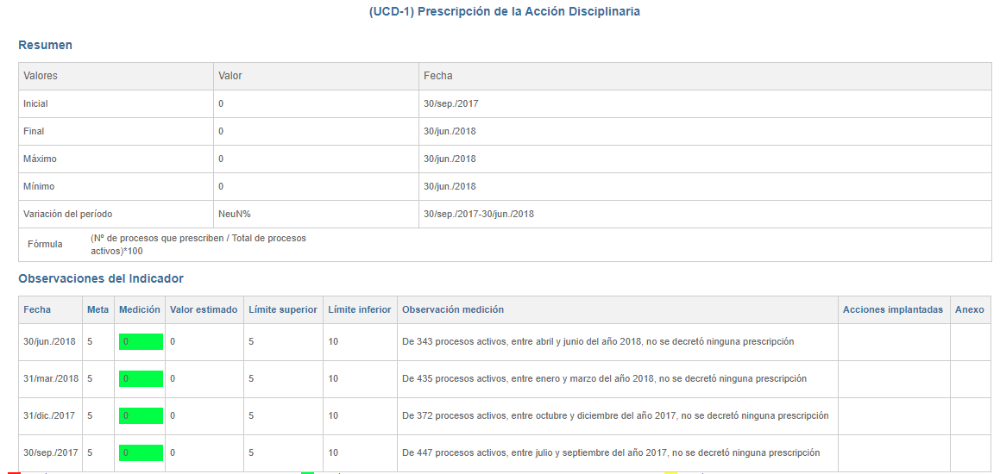 (UCD-1) Prescripción de la Acción Disciplinaria
Resumen
Valores Valor Fecha
Inicial 0 30/sep./2017
Final 0 30/jun./2018
Máximo 0 30/jun./2018
Mínimo 0 30/jun./2018
Variación del período NeuN% 30/sep./2017-30/jun./2018
Fórmula (Nº de procesos que prescriben / Total de procesos
activos)*100
Observaciones del Indicador
Fecha Meta Medición Valor estimado Límite superior Límite inferior Observación medición Acciones implantadas Anexo
30/jun./2018 5 0 0 5 10 De 343 procesos activos, entre abril y junio del año 2018, no se decretó ninguna prescripción
31/mar./2018 5 0 0 5 10 De 435 procesos activos, entre enero y marzo del año 2018, no se decretó ninguna prescripción
31/dic./2017 5 0 0 5 10 De 372 procesos activos, entre octubre y diciembre del año 2017, no se decretó ninguna prescripción
30/sep./2017 5 0 0 5 10 De 447 procesos activos, entre julio y septiembre del año 2017, no se decretó ninguna prescripción